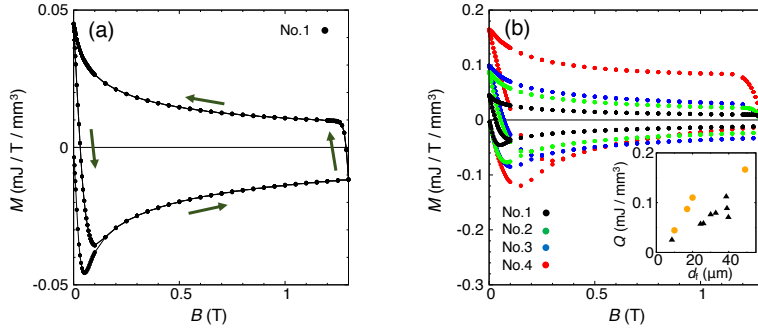 (a)
No.1
0.05
0
-0.05
M (mJ / T / mm³)
0
0.5
1
B (T)
(b)
0.2
0.1
0
-0.1
-0.2
-0.3
M (mJ / T / mm³)
No.1
No.2
No.3
No.4
0
0.5
1
B (T)
0.2
0.1
0
Q (mJ / mm³)
0
20
40
d_f (μm)